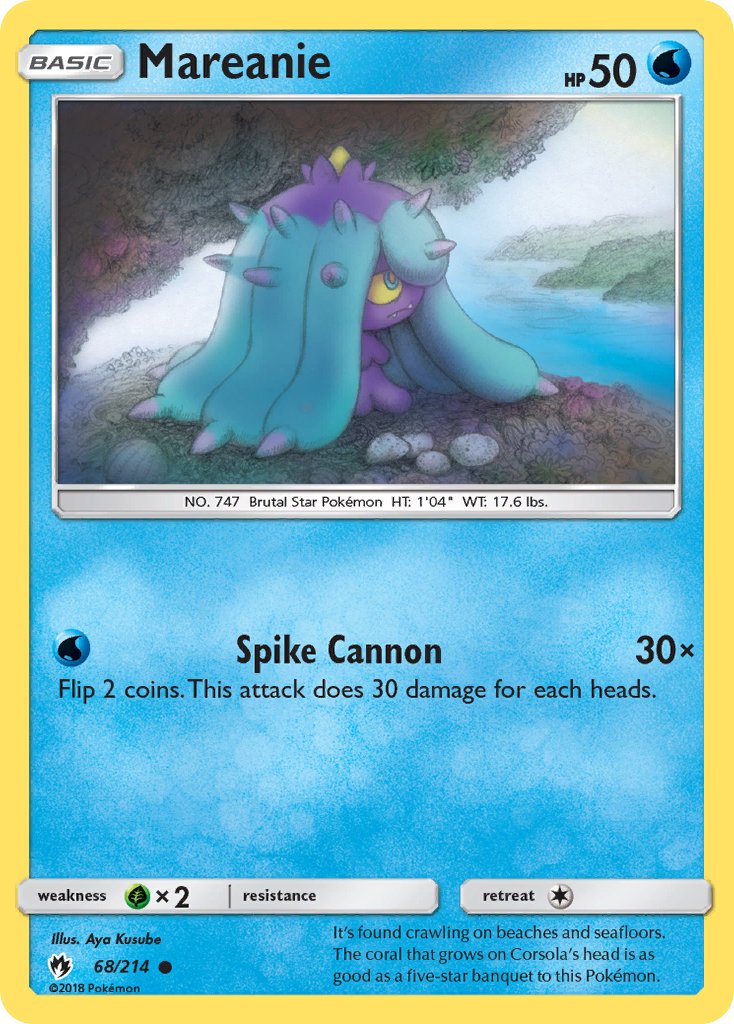 BASIC Mareanie HP 50
NO. 747 Brutal Star Pokémon HT: 1'04" WT: 17.6 lbs.
Spike Cannon 30×
Flip 2 coins. This attack does 30 damage for each heads.
weakness × 2 resistance retreat
Illus. Aya Kusube
68/214
©2018 Pokémon
It's found crawling on beaches and seafloors.
The coral that grows on Corsola's head is as
good as a five-star banquet to this Pokémon.